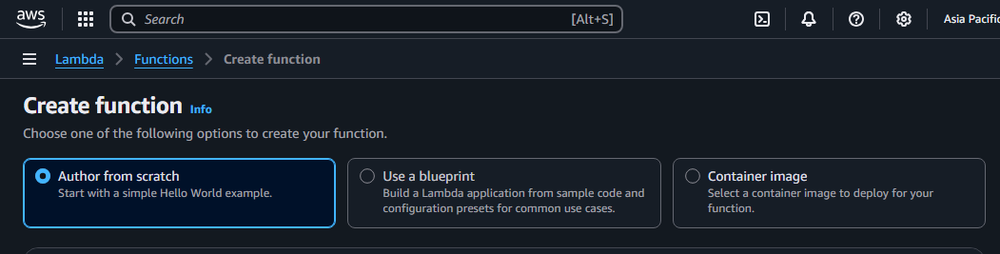 aws
Search [Alt+S]
Asia Pacific
Lambda > Functions > Create function
Create function Info
Choose one of the following options to create your function.
Author from scratch
Start with a simple Hello World example.
Use a blueprint
Build a Lambda application from sample code and
configuration presets for common use cases.
Container image
Select a container image to deploy for your
function.